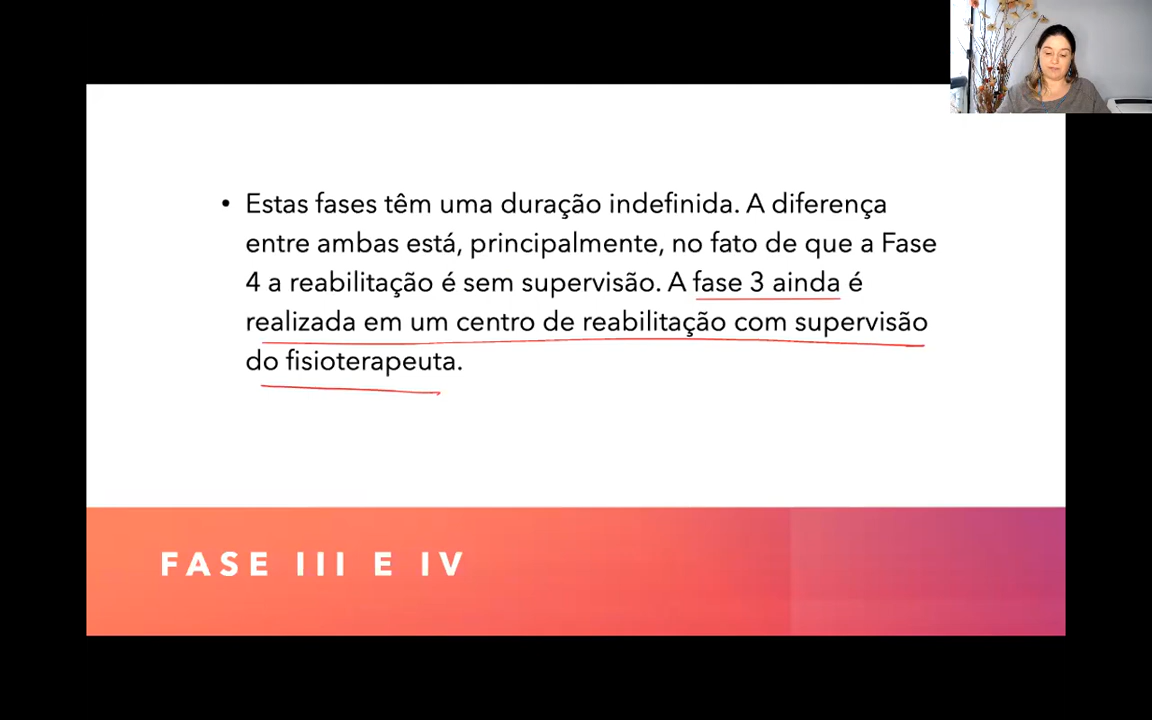 • Estas fases têm uma duração indefinida. A diferença
entre ambas está, principalmente, no fato de que a Fase
4 a reabilitação é sem supervisão. A fase 3 ainda é
realizada em um centro de reabilitação com supervisão
do fisioterapeuta.
FASE III E IV